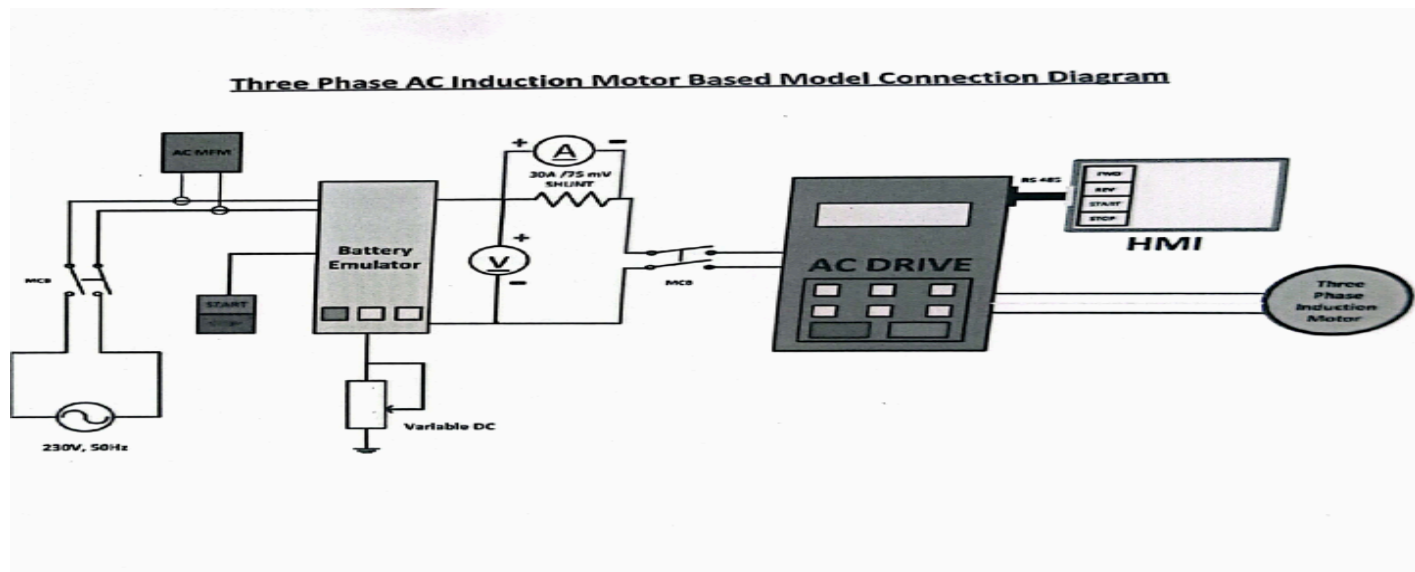 Three Phase AC Induction Motor Based Model Connection Diagram
AC MFM
+
A
-
30A /75 mV
SHUNT
RS 485
FWD
REV
START
STOP
HMI
Battery
Emulator
+
V
-
MCB
START
MCB
AC DRIVE
Three
Phase
Induction
Motor
Variable DC
230V, 50Hz